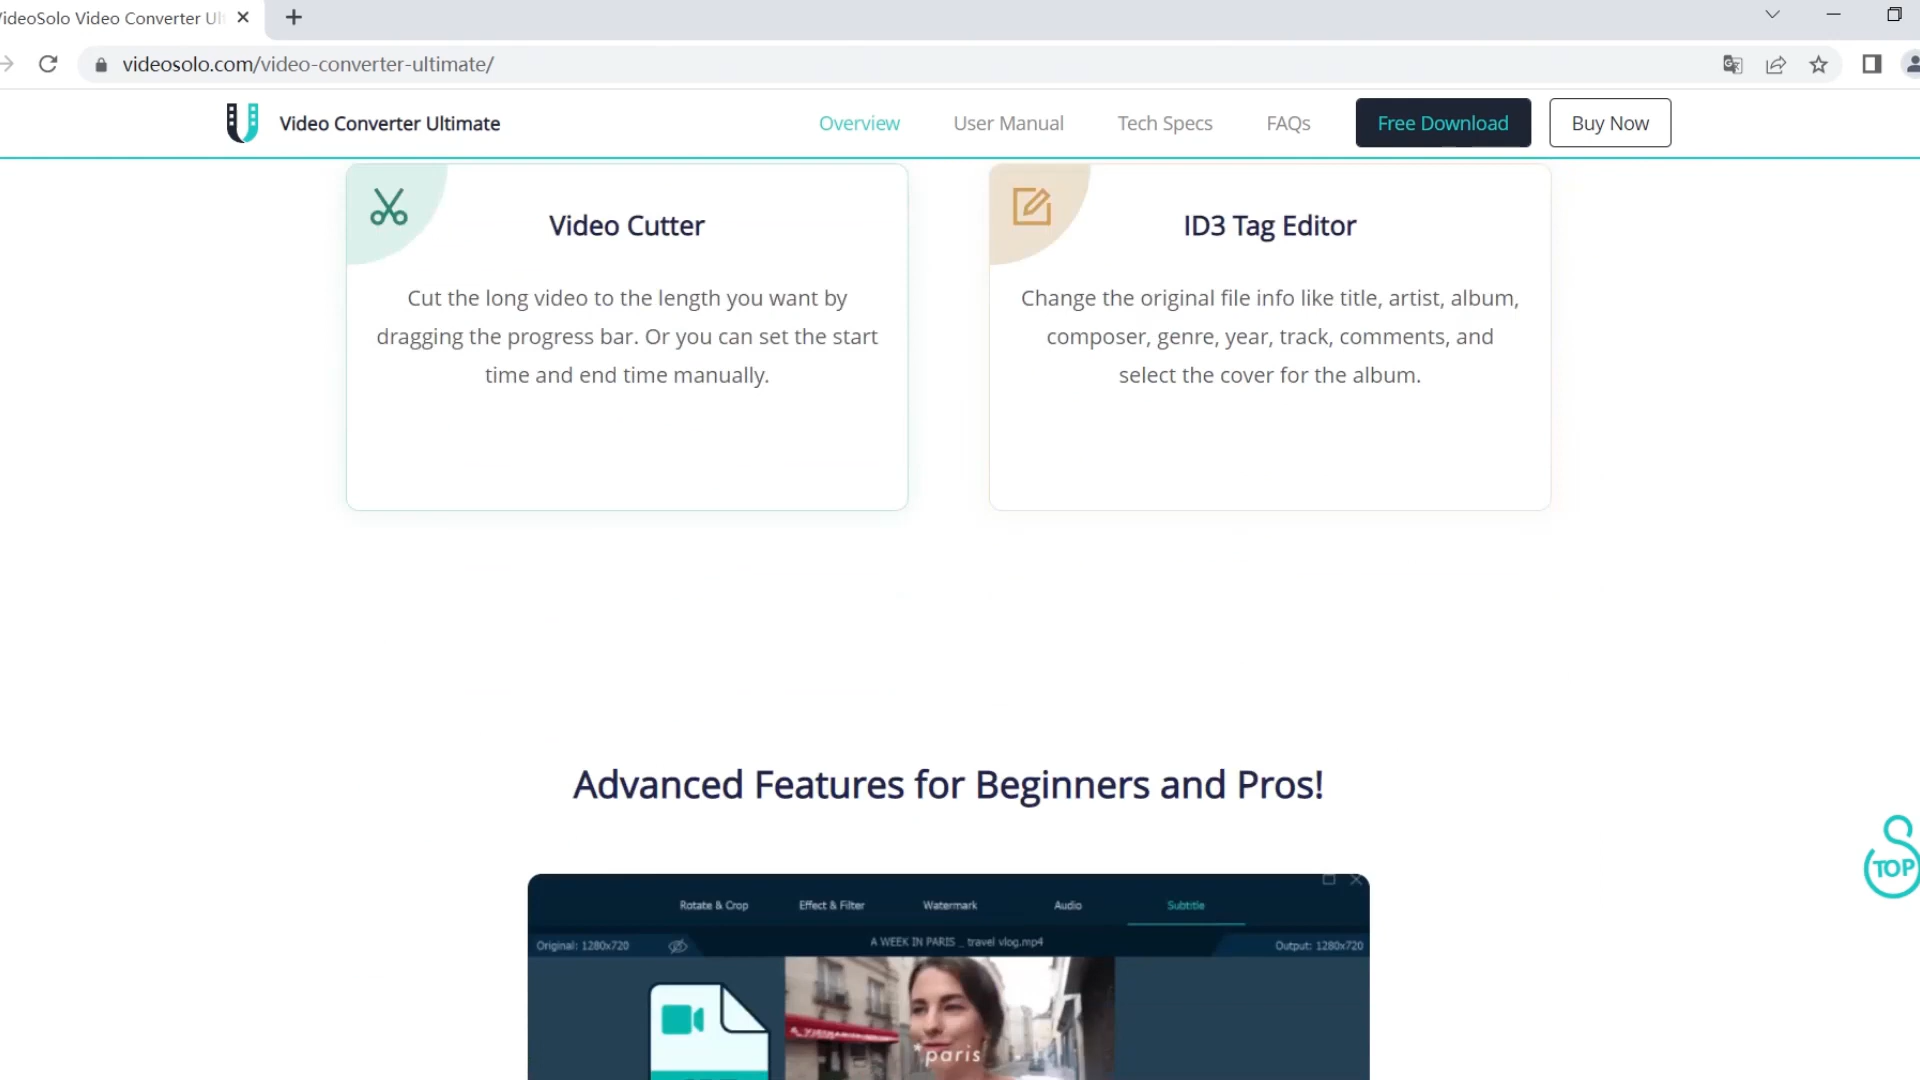 VideoSolo Video Converter Ul
videosolo.com/video-converter-ultimate/
Video Converter Ultimate
Overview
User Manual
Tech Specs
FAQs
Free Download
Buy Now
Video Cutter
Cut the long video to the length you want by
dragging the progress bar. Or you can set the start
time and end time manually.
ID3 Tag Editor
Change the original file info like title, artist, album,
composer, genre, year, track, comments, and
select the cover for the album.
Advanced Features for Beginners and Pros!
TOP
Rotate & Crop
Effect & Filter
Watermark
Audio
Subtitle
Original: 1280x720
A WEEK IN PARIS _ travel vlog.mp4
Output: 1280x720
*paris